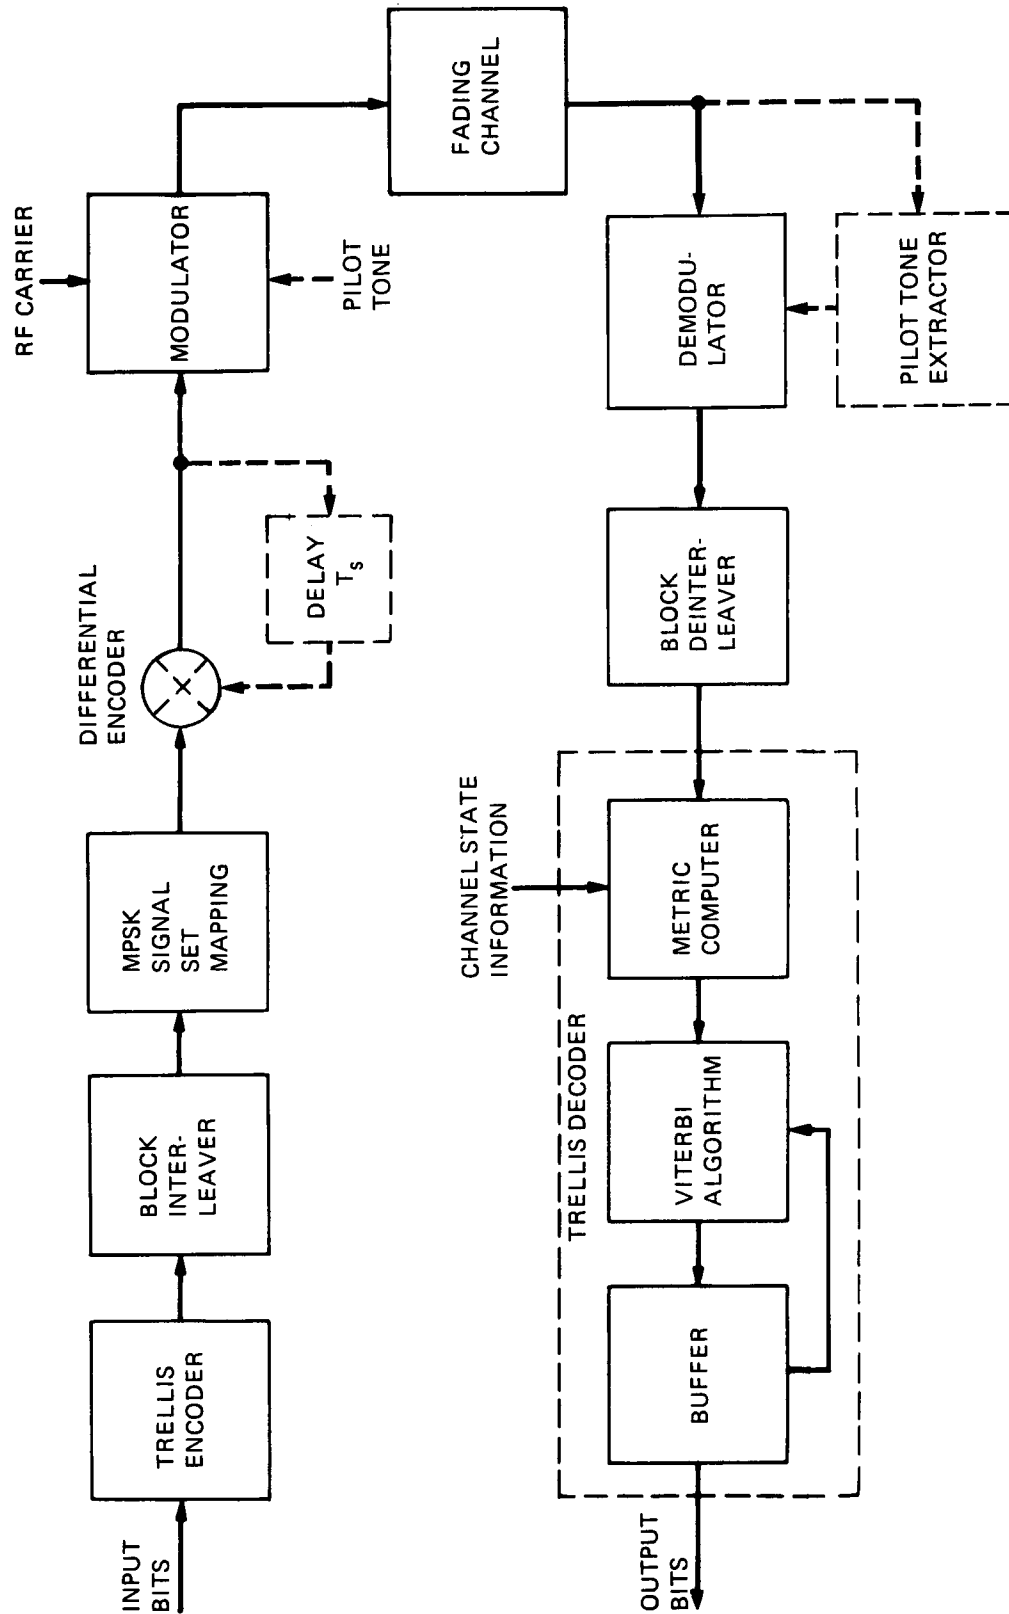 INPUT
BITS
TRELLIS
ENCODER
BLOCK
INTER-
LEAVER
MPSK
SIGNAL
SET
MAPPING
DIFFERENTIAL
ENCODER
DELAY
Ts
RF CARRIER
MODULATOR
PILOT
TONE
FADING
CHANNEL
DEMODU-
LATOR
PILOT TONE
EXTRACTOR
BLOCK
DEINTER-
LEAVER
CHANNEL STATE
INFORMATION
METRIC
COMPUTER
TRELLIS DECODER
VITERBI
ALGORITHM
BUFFER
OUTPUT
BITS